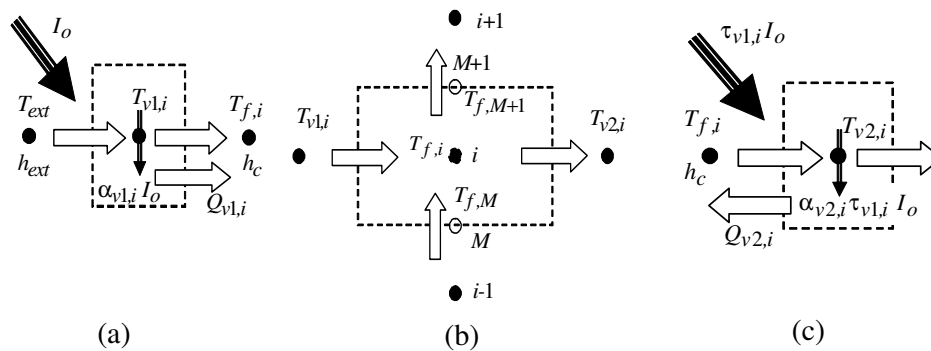 I_o
T_ext
T_v1,i
T_f,i
h_ext
h_c
α_v1,i I_o
Q_v1,i
(a)
i+1
M+1
T_f,M+1
T_v1,i
T_f,i
i
T_v2,i
T_f,M
M
i-1
(b)
τ_v1,i I_o
T_f,i
T_v2,i
h_c
α_v2,i τ_v1,i I_o
Q_v2,i
(c)